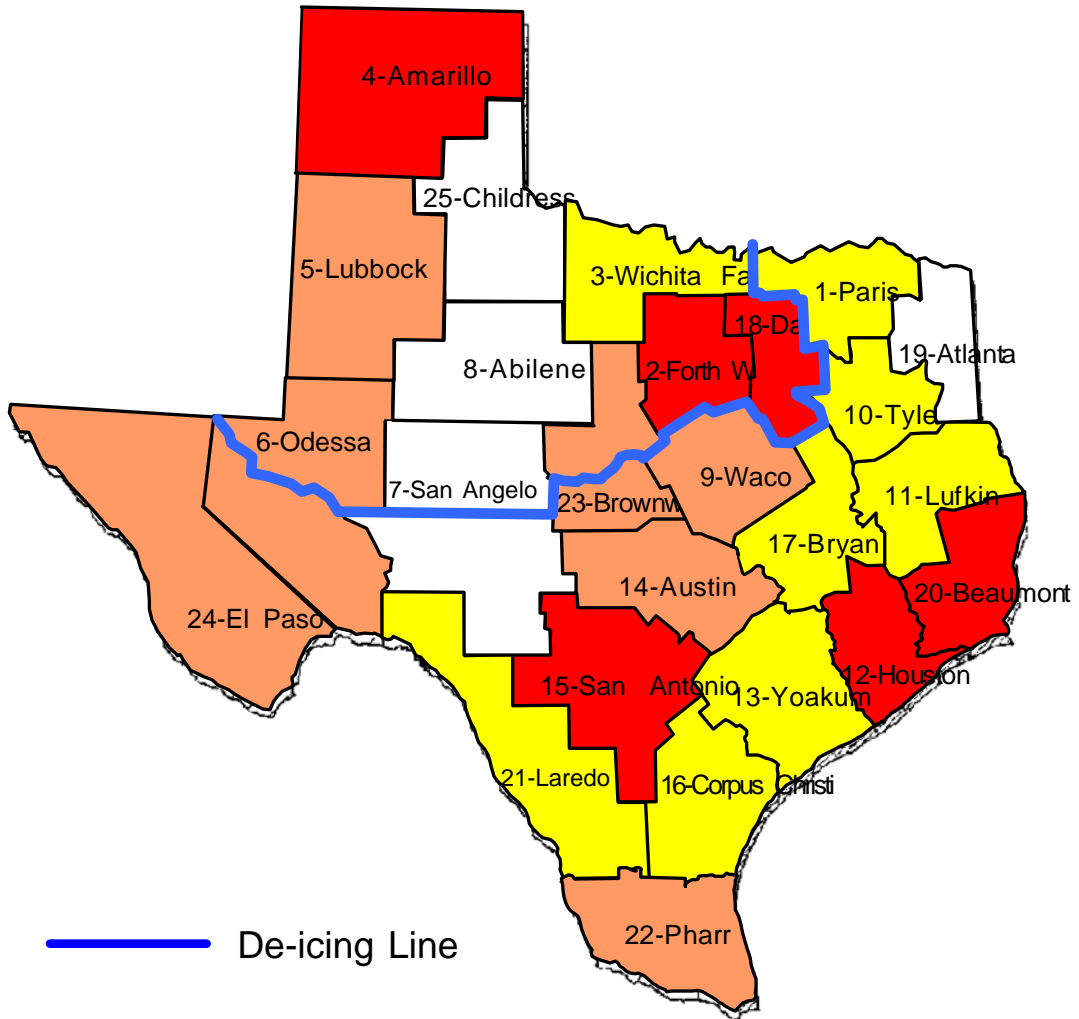 4-Amarillo
25-Childress
5-Lubbock
3-Wichita Fa
1-Paris
18-Da
19-Atlanta
8-Abilene
2-Forth W
10-Tyle
6-Odessa
7-San Angelo
9-Waco
23-Brownw
11-Lufkin
17-Bryan
14-Austin
20-Beaumont
24-El Paso
12-Houston
15-San Antonio
13-Yoakum
21-Laredo
16-Corpus Christi
22-Pharr
De-icing Line